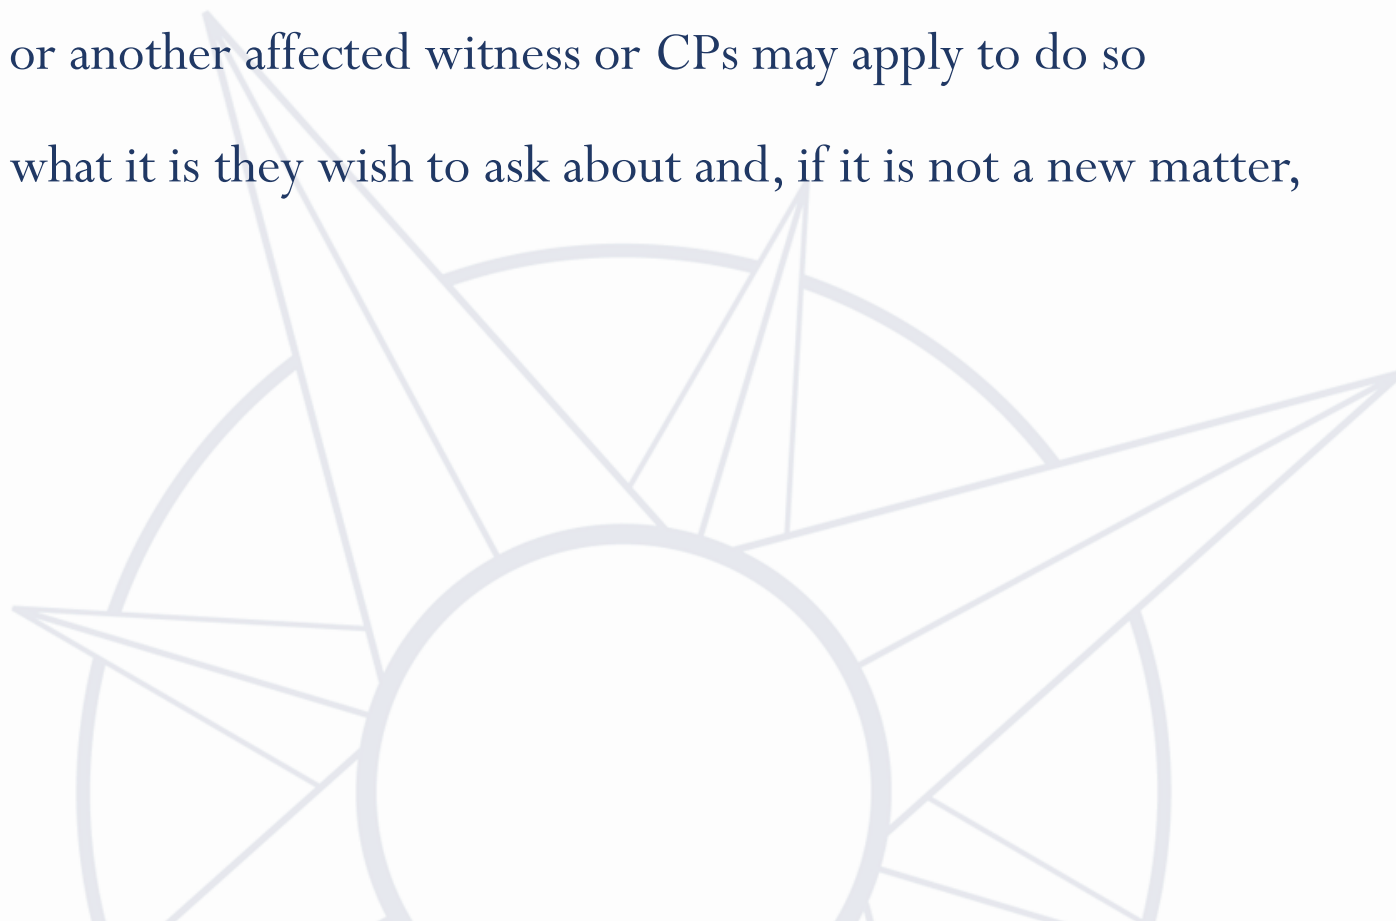 or another affected witness or CPs may apply to do so
what it is they wish to ask about and, if it is not a new matter,